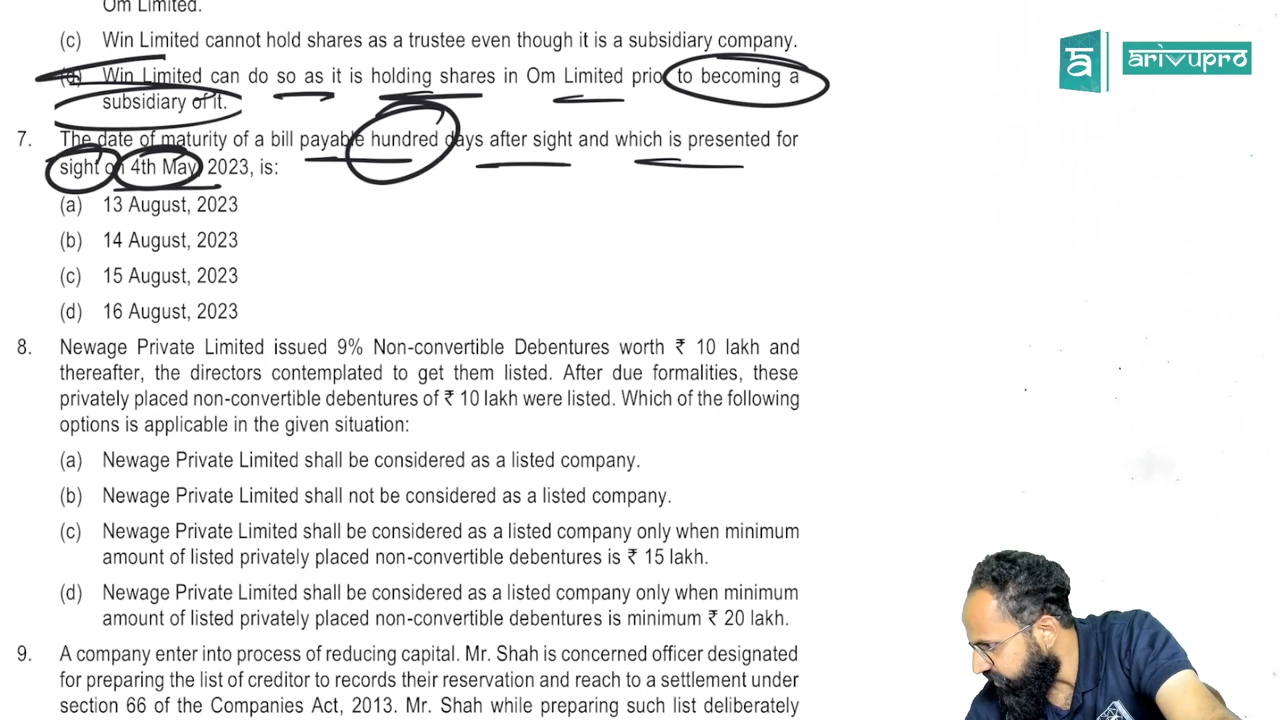 Om Limited.
(c) Win Limited cannot hold shares as a trustee even though it is a subsidiary company.
(d) Win Limited can do so as it is holding shares in Om Limited prior to becoming a
subsidiary of it.
7. The date of maturity of a bill payable hundred days after sight and which is presented for
sight on 4th May, 2023, is:
(a) 13 August, 2023
(b) 14 August, 2023
(c) 15 August, 2023
(d) 16 August, 2023
8. Newage Private Limited issued 9% Non-convertible Debentures worth ₹ 10 lakh and
thereafter, the directors contemplated to get them listed. After due formalities, these
privately placed non-convertible debentures of ₹ 10 lakh were listed. Which of the following
options is applicable in the given situation:
(a) Newage Private Limited shall be considered as a listed company.
(b) Newage Private Limited shall not be considered as a listed company.
(c) Newage Private Limited shall be considered as a listed company only when minimum
amount of listed privately placed non-convertible debentures is ₹ 15 lakh.
(d) Newage Private Limited shall be considered as a listed company only when minimum
amount of listed privately placed non-convertible debentures is minimum ₹ 20 lakh.
9. A company enter into process of reducing capital. Mr. Shah is concerned officer designated
for preparing the list of creditor to records their reservation and reach to a settlement under
section 66 of the Companies Act, 2013. Mr. Shah while preparing such list deliberately
arivupro